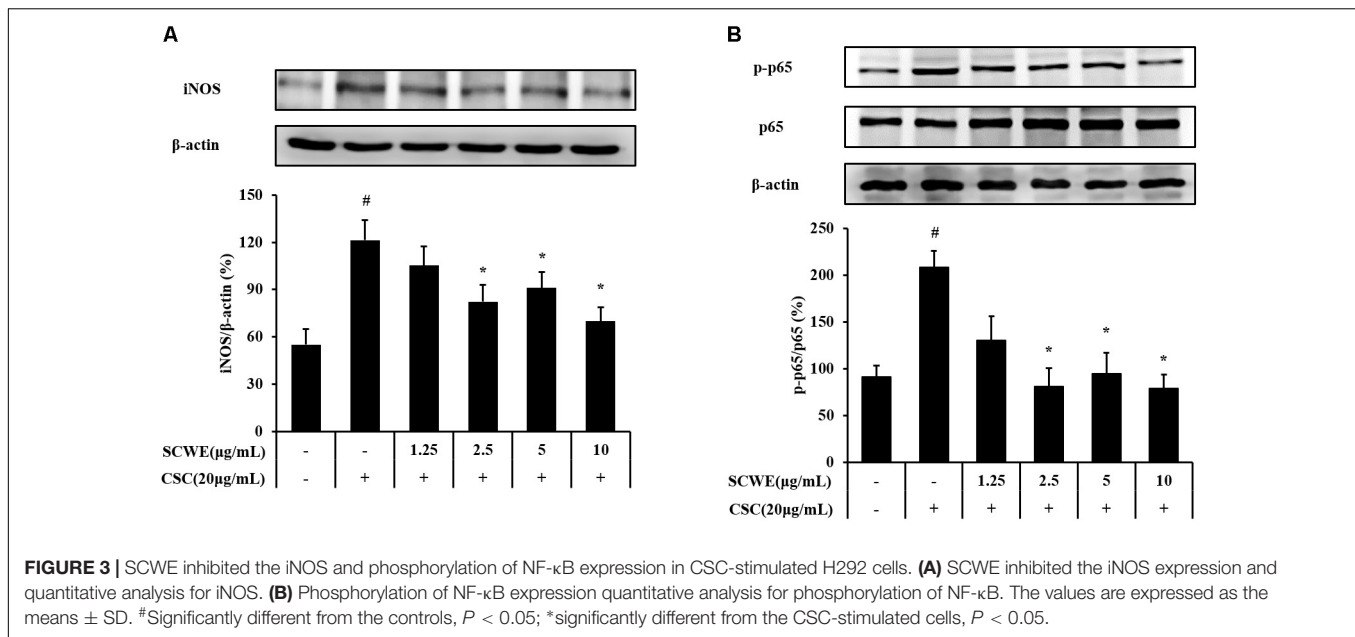 A
iNOS
β-actin
150
120
90
60
30
0
iNOS/β-actin (%)
#
*
*
*
SCWE(μg/mL) - - 1.25 2.5 5 10
CSC(20μg/mL) - + + + + +
B
p-p65
p65
β-actin
250
200
150
100
50
0
p-p65/p65 (%)
#
*
*
*
SCWE(μg/mL) - - 1.25 2.5 5 10
CSC(20μg/mL) - + + + + +
FIGURE 3 | SCWE inhibited the iNOS and phosphorylation of NF-κB expression in CSC-stimulated H292 cells. (A) SCWE inhibited the iNOS expression and
quantitative analysis for iNOS. (B) Phosphorylation of NF-κB expression quantitative analysis for phosphorylation of NF-κB. The values are expressed as the
means ± SD. #Significantly different from the controls, P < 0.05; *significantly different from the CSC-stimulated cells, P < 0.05.